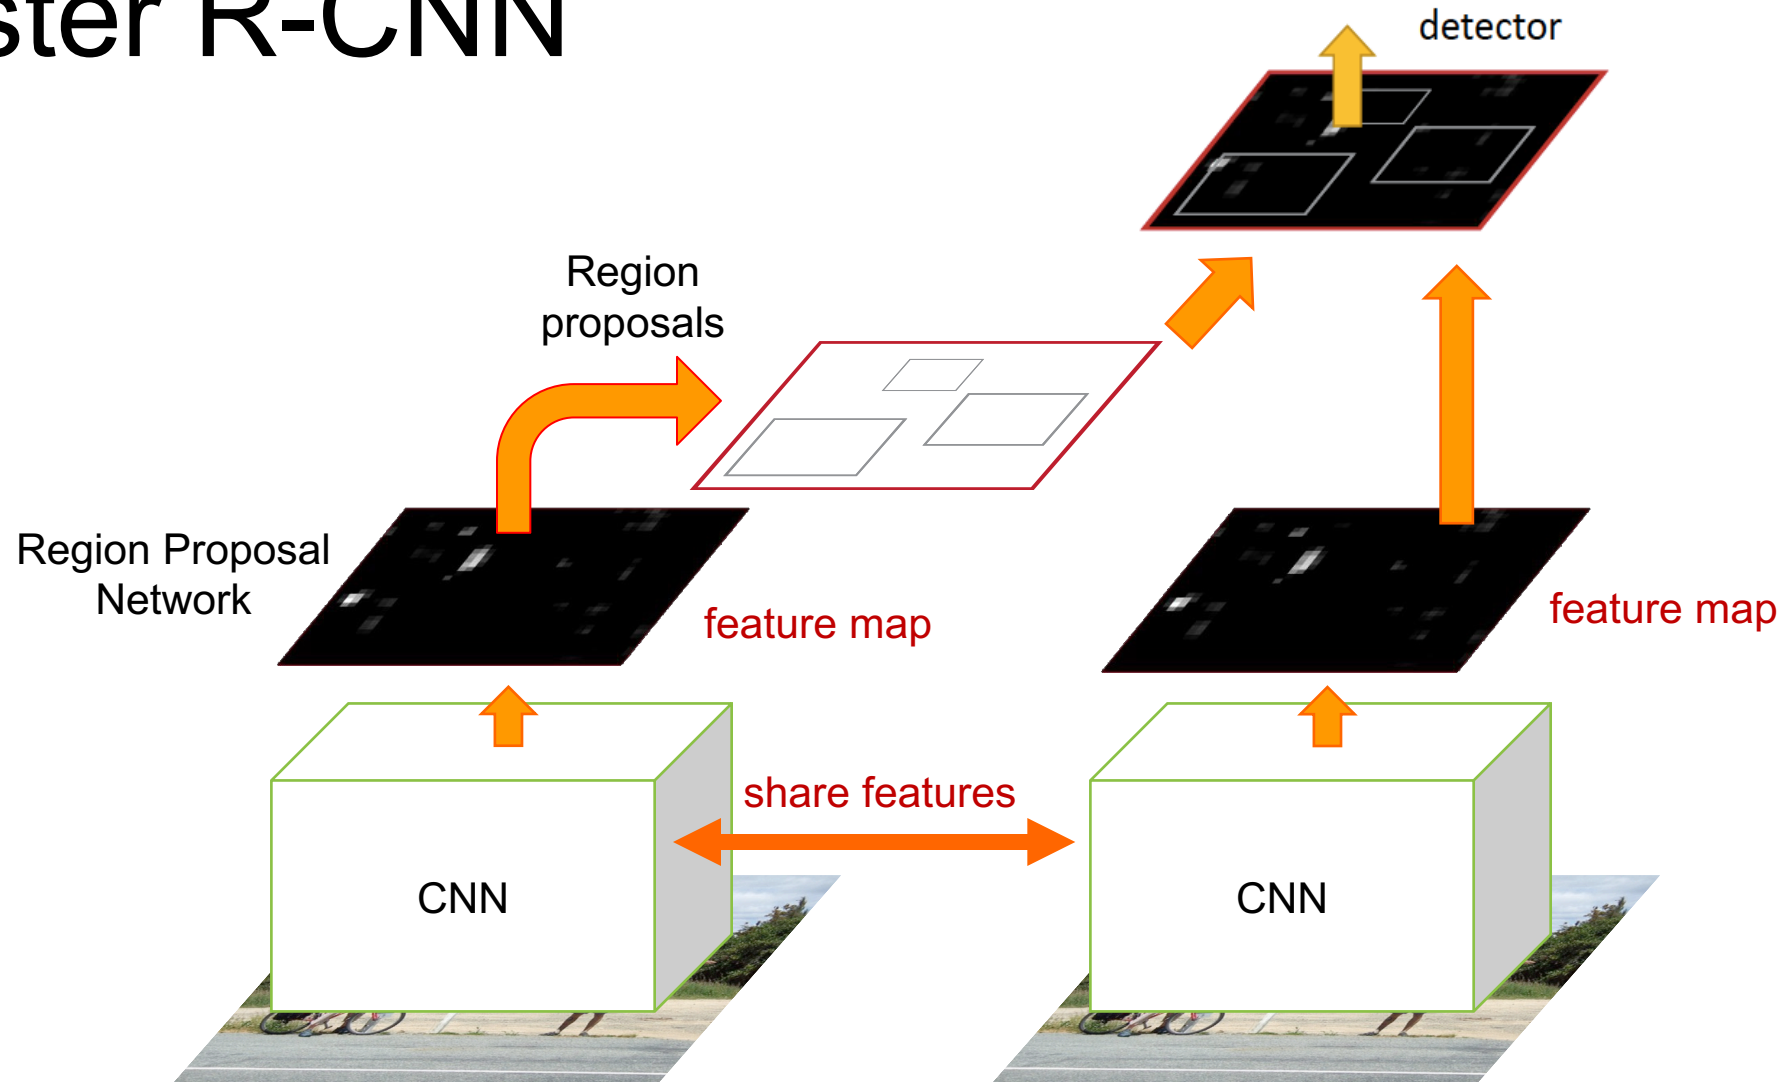 ster R-CNN
detector
Region
proposals
Region Proposal
Network
feature map
feature map
share features
CNN
CNN